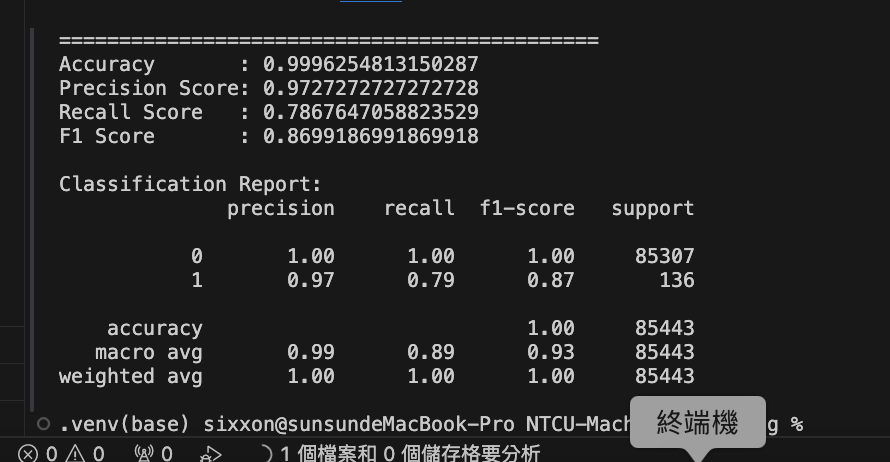 =============================================
Accuracy       : 0.9996254813150287
Precision Score: 0.9727272727272728
Recall Score   : 0.7867647058823529
F1 Score       : 0.8699186991869918
Classification Report:
precision    recall  f1-score   support
0       1.00      1.00      1.00     85307
1       0.97      0.79      0.87       136
accuracy                           1.00     85443
macro avg       0.99      0.89      0.93     85443
weighted avg       1.00      1.00      1.00     85443
.venv(base) sixxon@sunsundeMacBook-Pro NTCU-Mach g %
終端機
0 0 0 1 個檔案和 0 個儲存格要分析